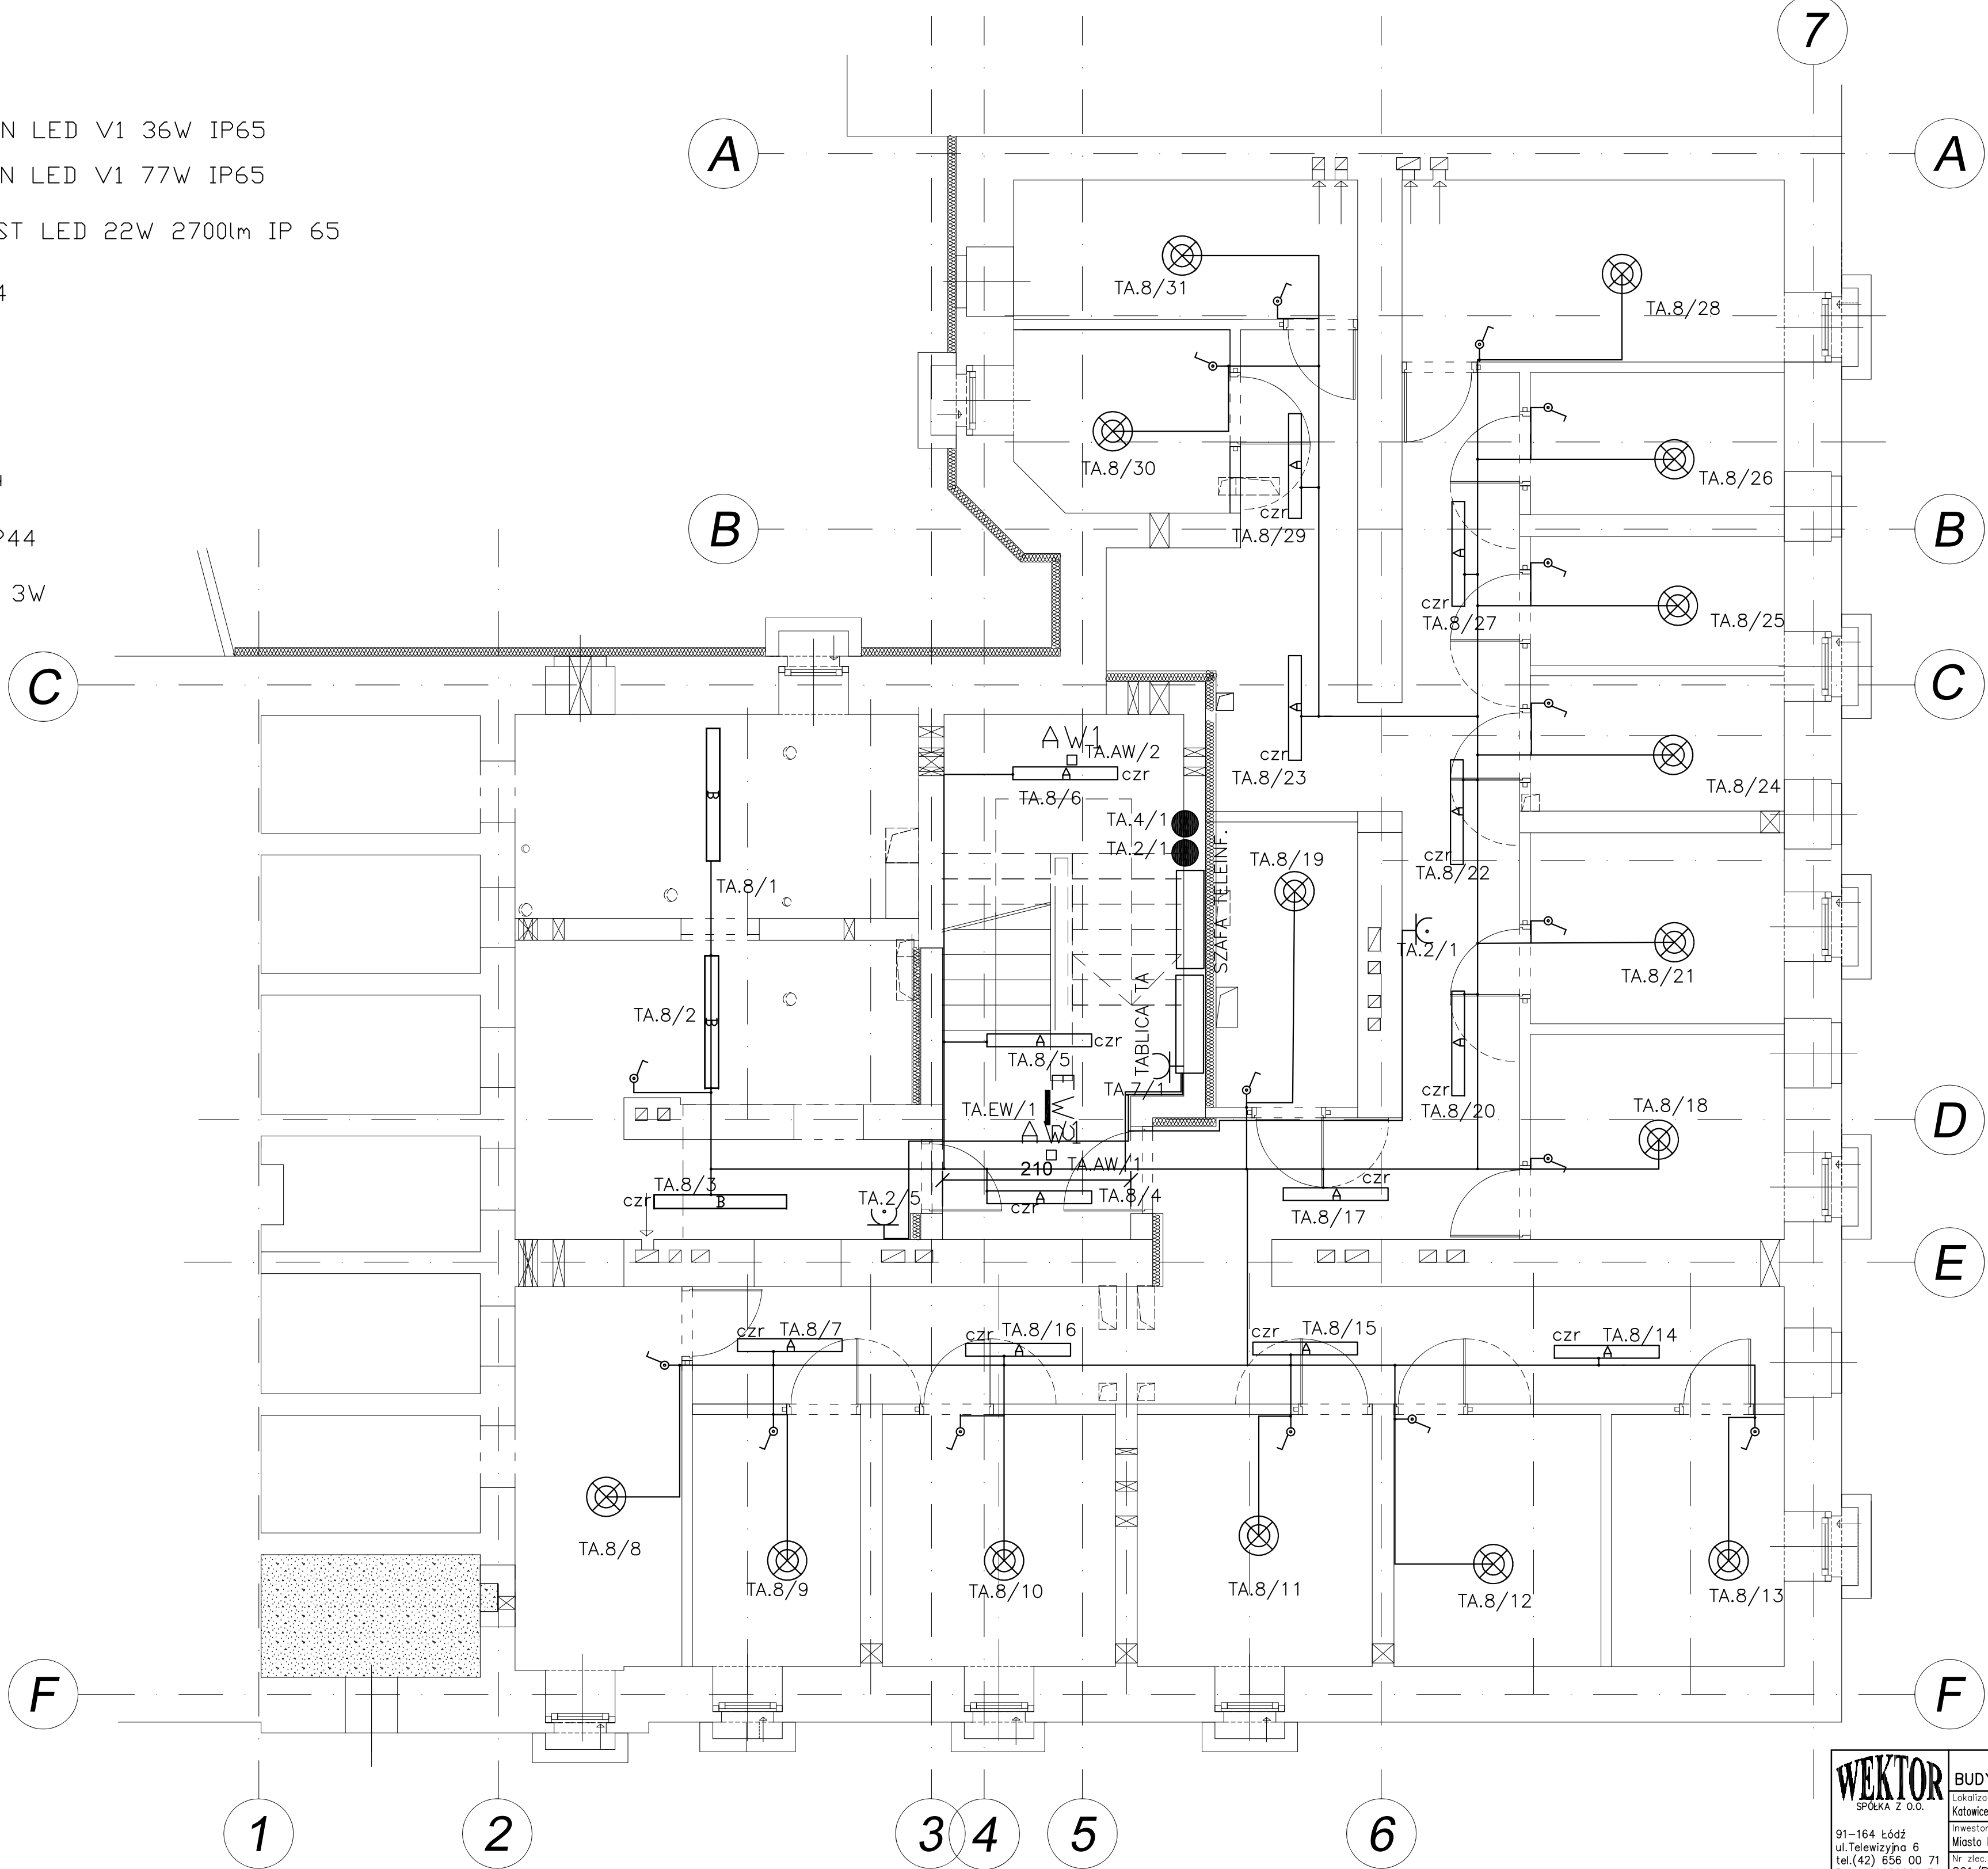 7
N LED V1 36W IP65
N LED V1 77W IP65
ST LED 22W 2700lm IP 65
4
P44
3W
A
A
B
B
C
C
D
E
F
F
1
2
3
4
5
6
TA.8/31
TA.8/28
TA.8/30
TA.8/26
A
czr
TA.8/29
A
czr
TA.8/27
TA.8/25
A
czr
TA.8/23
TA.8/24
AW1
TA.AW/2
A
czr
TA.8/6
B
TA.8/1
TA.4/1
TA.2/1
SZAFA TELEINF.
TA.8/19
A
czr
TA.8/22
TA.2/1
TA.8/21
B
TA.8/2
A
czr
TA.8/5
TABLICA TA
TA.7/1
TA.EW/1
AW1
TA.AW/1
210
A
czr
TA.8/20
TA.8/18
TA.8/3
czr
B
TA.2/5
A
TA.8/4
czr
czr
A
TA.8/17
czr
TA.8/7
A
czr
TA.8/16
A
czr
TA.8/15
A
czr
TA.8/14
A
TA.8/8
TA.8/9
TA.8/10
TA.8/11
TA.8/12
TA.8/13
WEKTOR
SPÓŁKA Z O.O.
91-164 Łódź
ul.Telewizyjna 6
tel.(42) 656 00 71
BUDY
Lokaliza
Katowice
Inwestor
Miasto
Nr zlec.